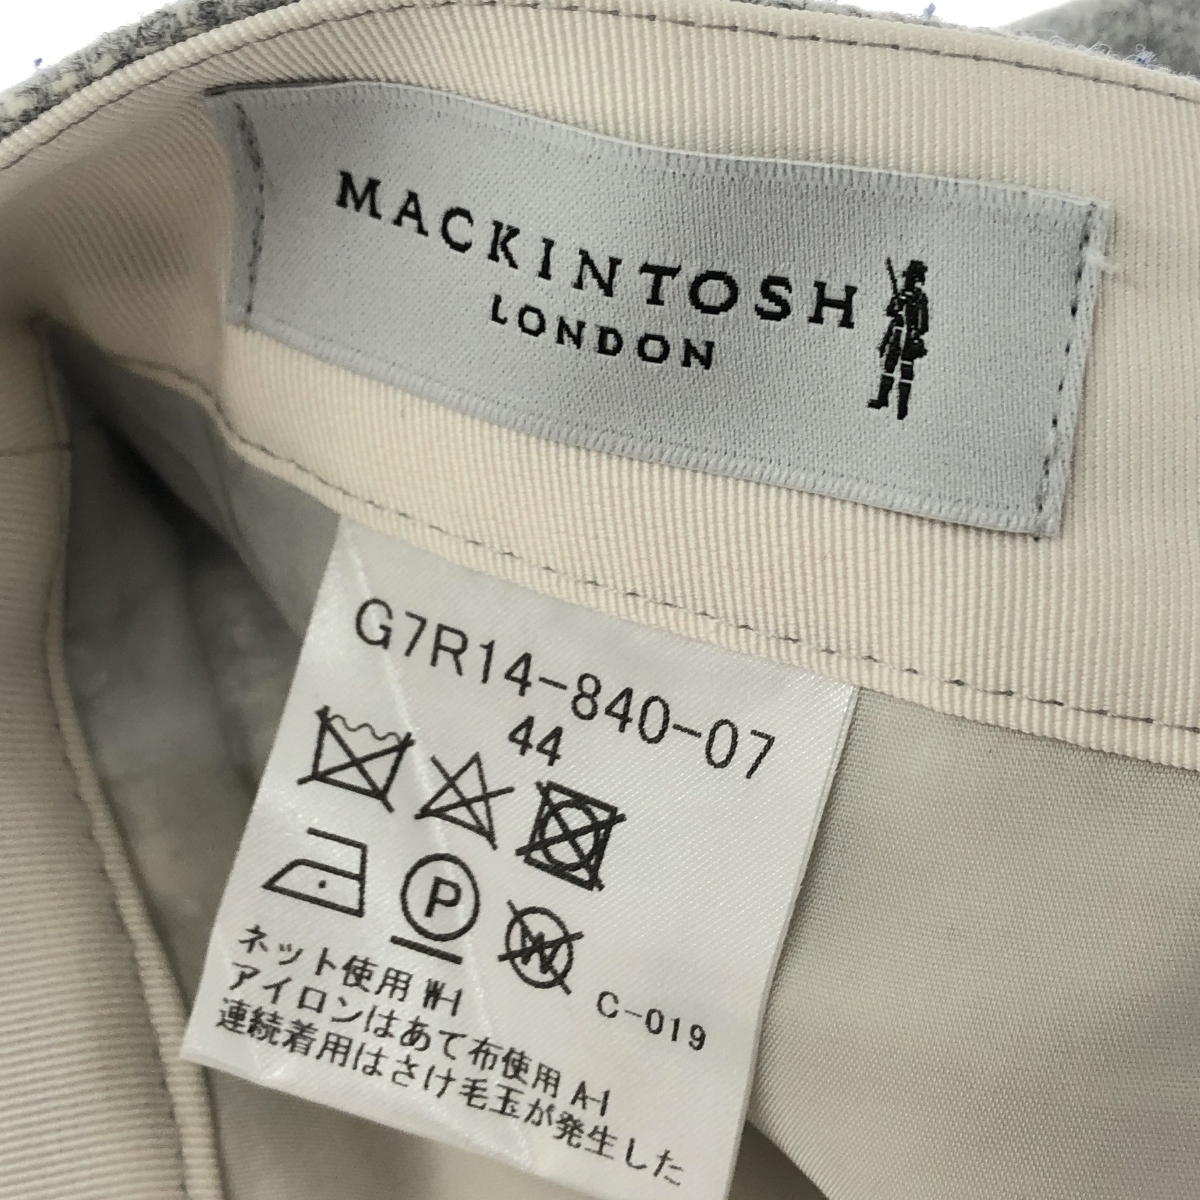 MACKINTOSH
LONDON
G7R14-840-07
44
P
W
C-019
ネット使用 W-1
アイロンはあて布使用 A-1
連続着用はさけ毛玉が発生した